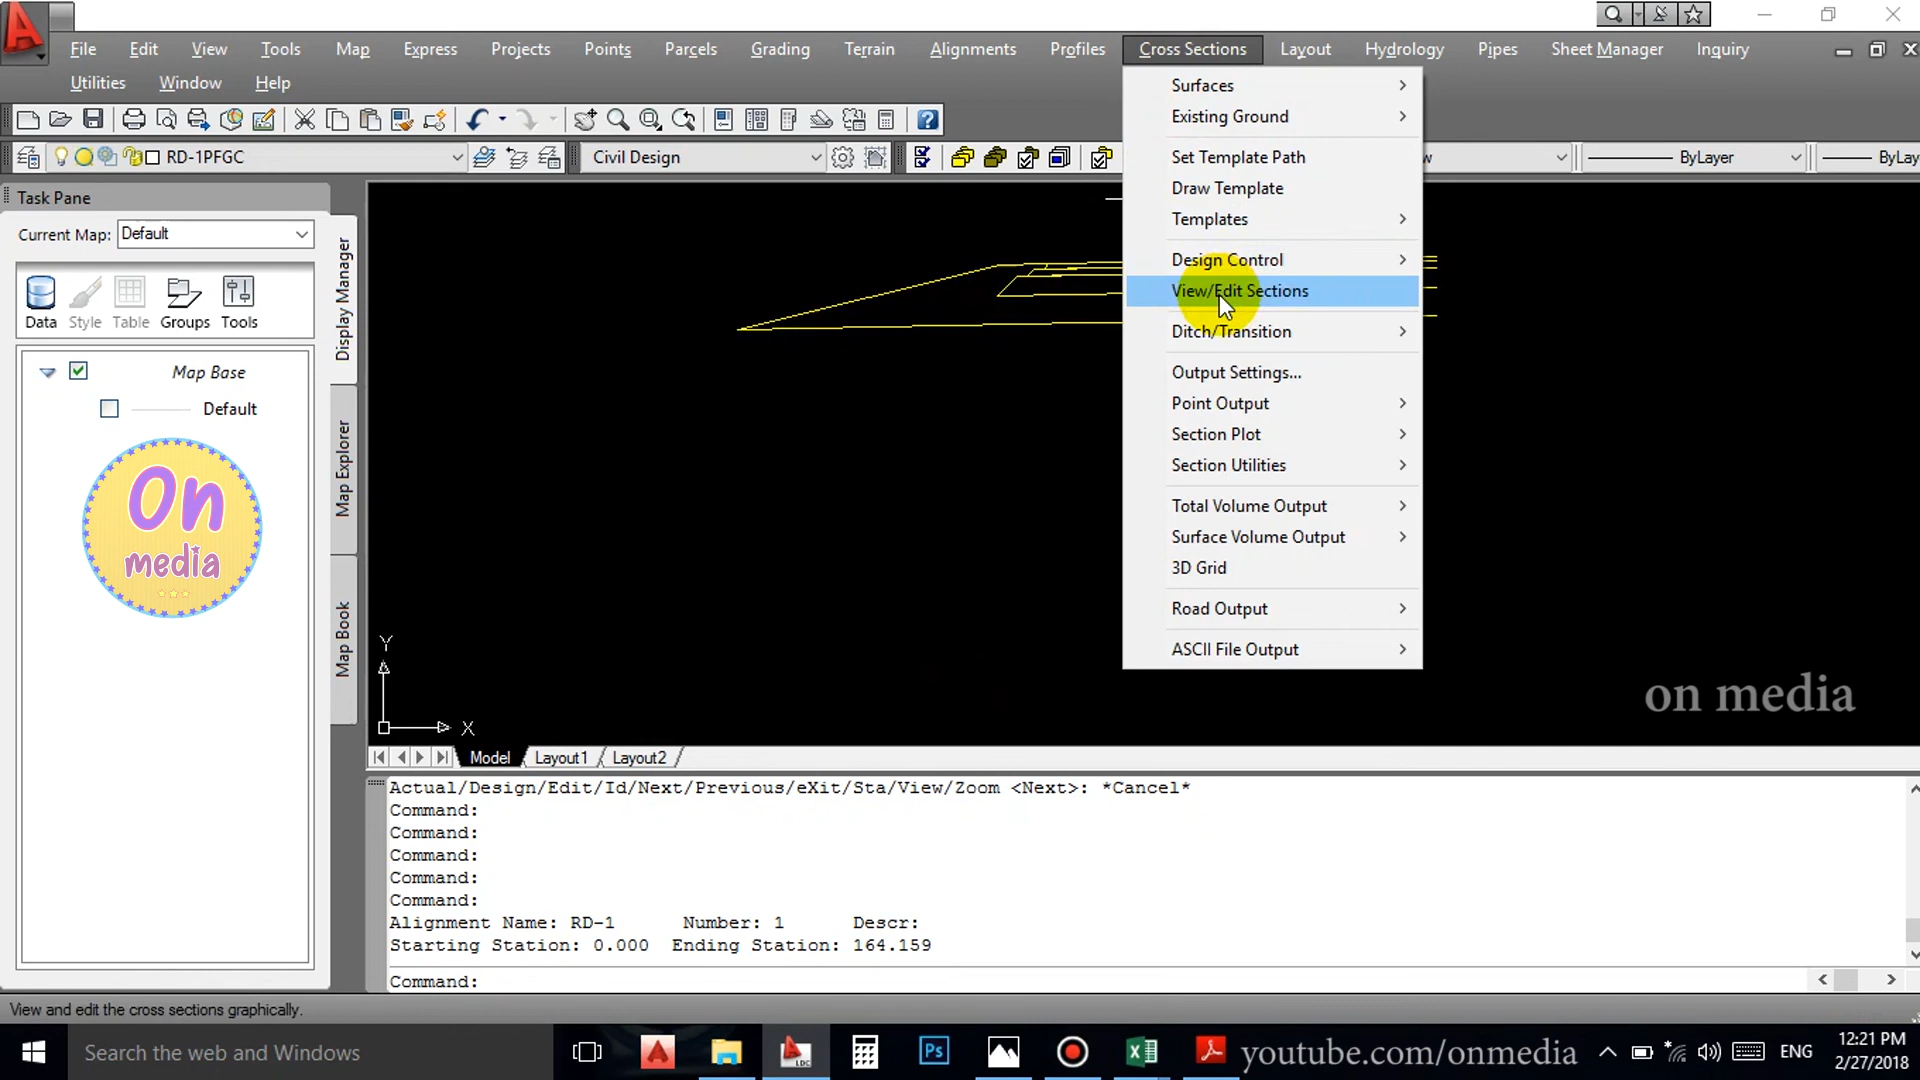 File Edit View Tools Map Express Projects Points Parcels Grading Terrain Alignments Profiles Cross Sections Layout Hydrology Pipes Sheet Manager Inquiry
Utilities Window Help
RD-1PFGC
Civil Design
w
ByLayer
ByLay
Task Pane
Current Map: Default
Data Style Table Groups Tools
Map Base
Default
Display Manager
Map Explorer
Map Book
On
media
Surfaces
Existing Ground
Set Template Path
Draw Template
Templates
Design Control
View/Edit Sections
Ditch/Transition
Output Settings...
Point Output
Section Plot
Section Utilities
Total Volume Output
Surface Volume Output
3D Grid
Road Output
ASCII File Output
on media
Y
X
Model Layout1 Layout2
Actual/Design/Edit/Id/Next/Previous/eXit/Sta/View/Zoom <Next>: *Cancel*
Command:
Command:
Command:
Command:
Command:
Alignment Name: RD-1 Number: 1 Descr:
Starting Station: 0.000 Ending Station: 164.159
Command:
View and edit the cross sections graphically.
Search the web and Windows
LDC
Ps
youtube.com/onmedia
ENG
12:21 PM
2/27/2018